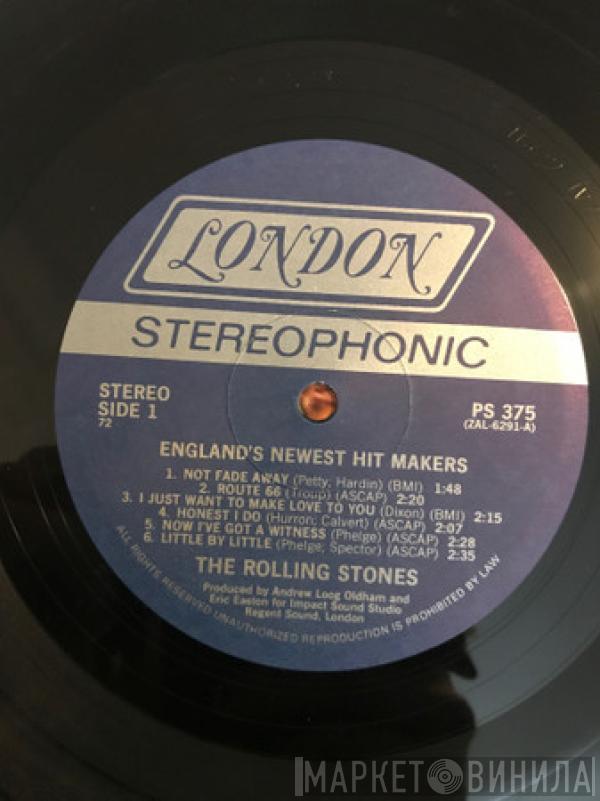 LONDON
STEREOPHONIC
STEREO
SIDE 1
72
PS 375
(ZAL-6291-A)
ENGLAND'S NEWEST HIT MAKERS
1. NOT FADE AWAY (Petty, Hardin) (BMI) 1:48
2. ROUTE 66 (Troup) (ASCAP) 2:20
3. I JUST WANT TO MAKE LOVE TO YOU (Dixon) (BMI) 2:15
4. HONEST I DO (Hurron, Calvert) (ASCAP) 2:07
5. NOW I'VE GOT A WITNESS (Phelge) (ASCAP) 2:28
6. LITTLE BY LITTLE (Phelge, Spector) (ASCAP) 2:35
THE ROLLING STONES
Produced by Andrew Loog Oldham and
Eric Easton for Impact Sound Studio
Regent Sound, London
ALL RIGHTS RESERVED UNAUTHORIZED REPRODUCTION IS PROHIBITED BY LAW
МАРКЕТ ВИНИЛА